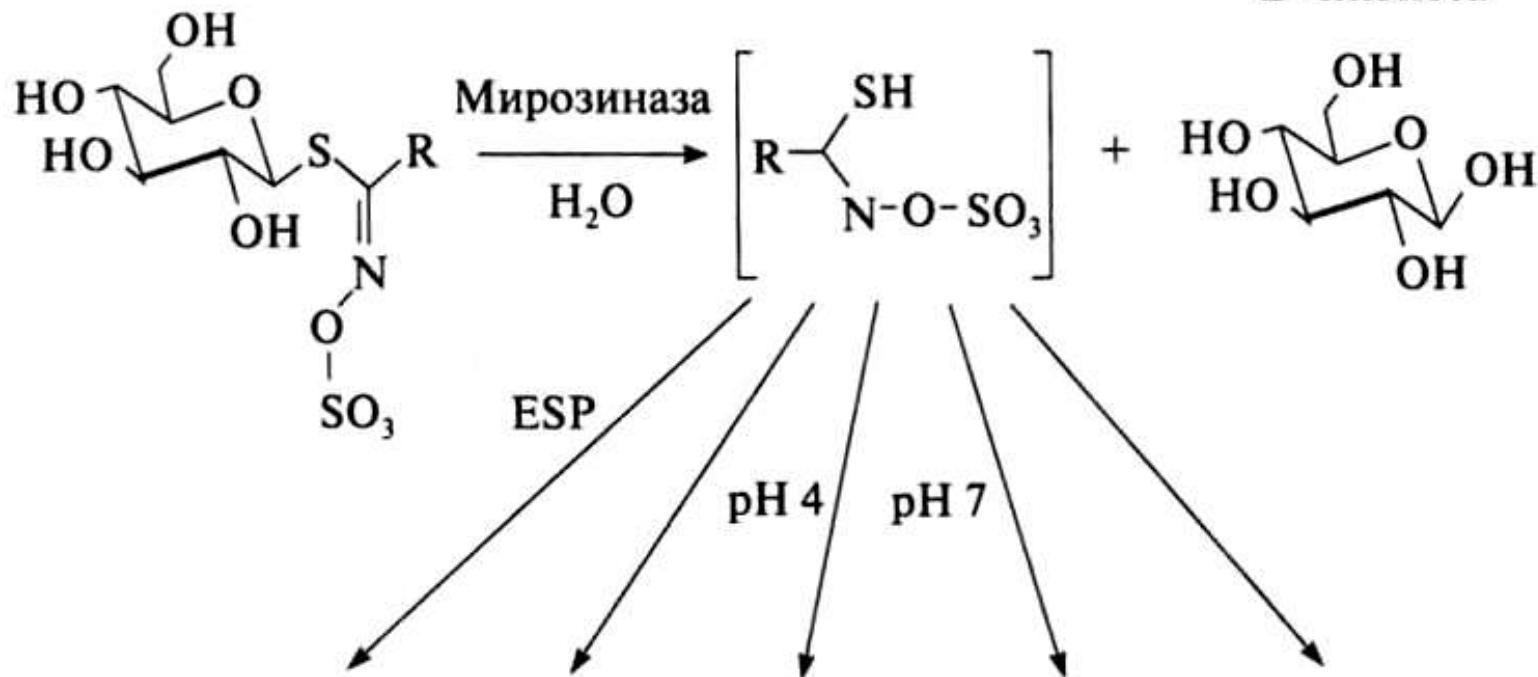 OH
HO
O
HO
S
R
OH
N
O
SO₃
Мирозиназа
H₂O
SH
R
N-O-SO₃
+
OH
HO
O
HO
OH
OH
ESP
pH 4
pH 7